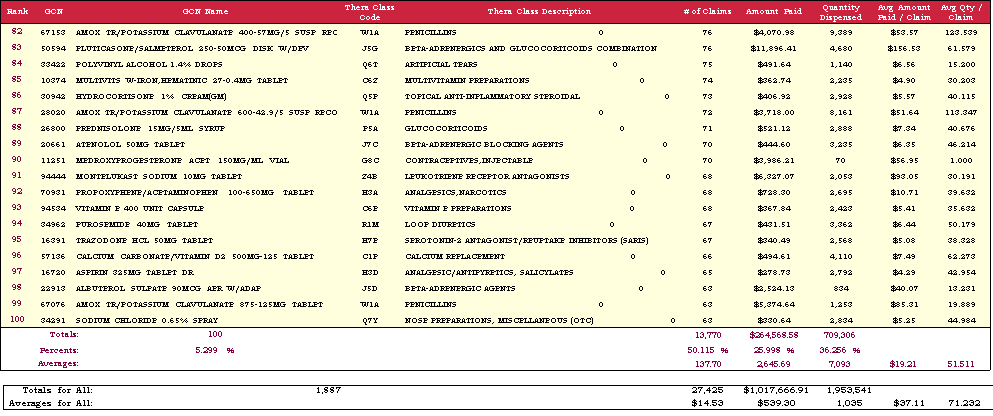 Rank GCN GCN Name Thera Class Code Thera Class Description # of Claims Amount Paid Quantity Dispensed Avg Amount Paid / Claim Avg Qty / Claim
82 67153 AMOX TR/POTASSIUM CLAVULANATE 400-57MG/5 SUSP REC W1A PENICILLINS 0 76 $4,070.98 9,389 $53.57 123.539
83 50594 FLUTICASONE/SALMETEROL 250-50MCG DISK W/DEV J5G BETA-ADRENERGICS AND GLUCOCORTICOIDS COMBINATION 76 $11,896.41 4,680 $156.53 61.579
84 33422 POLYVINYL ALCOHOL 1.4% DROPS Q6T ARTIFICIAL TEARS 0 75 $491.64 1,140 $6.56 15.200
85 10374 MULTIVITS W-IRON,HEMATINIC 27-0.4MG TABLET C6Z MULTIVITAMIN PREPARATIONS 0 74 $362.74 2,235 $4.90 30.203
86 30942 HYDROCORTISONE 1% CREAM(GM) Q5P TOPICAL ANTI-INFLAMMATORY STEROIDAL 0 73 $406.92 2,928 $5.57 40.115
87 28020 AMOX TR/POTASSIUM CLAVULANATE 600-42.9/5 SUSP RECO W1A PENICILLINS 0 72 $3,718.00 8,161 $51.64 113.347
88 26800 PREDNISOLONE 15MG/5ML SYRUP P5A GLUCOCORTICOIDS 0 71 $521.12 2,888 $7.34 40.676
89 20661 ATENOLOL 50MG TABLET J7C BETA-ADRENERGIC BLOCKING AGENTS 0 70 $444.60 3,235 $6.35 46.214
90 11251 MEDROXYPROGESTERONE ACET 150MG/ML VIAL G8C CONTRACEPTIVES,INJECTABLE 0 70 $3,986.21 70 $56.95 1.000
91 94444 MONTELUKAST SODIUM 10MG TABLET Z4B LEUKOTRIENE RECEPTOR ANTAGONISTS 0 68 $6,327.07 2,053 $93.05 30.191
92 70931 PROPOXYPHENE/ACETAMINOPHEN 100-650MG TABLET H3A ANALGESICS,NARCOTICS 0 68 $728.30 2,695 $10.71 39.632
93 94534 VITAMIN E 400 UNIT CAPSULE C6E VITAMIN E PREPARATIONS 0 68 $367.84 2,423 $5.41 35.632
94 34962 FUROSEMIDE 40MG TABLET R1M LOOP DIURETICS 0 67 $431.51 3,362 $6.44 50.179
95 16391 TRAZODONE HCL 50MG TABLET H7E SEROTONIN-2 ANTAGONIST/REUPTAKE INHIBITORS (SARIS) 67 $340.49 2,568 $5.08 38.328
96 57136 CALCIUM CARBONATE/VITAMIN D2 500MG-125 TABLET C1F CALCIUM REPLACEMENT 0 66 $494.61 4,110 $7.49 62.273
97 16720 ASPIRIN 325MG TABLET DR H3D ANALGESIC/ANTIPYRETICS, SALICYLATES 0 65 $278.73 2,792 $4.29 42.954
98 22913 ALBUTEROL SULFATE 90MCG AER W/ADAP J5D BETA-ADRENERGIC AGENTS 0 63 $2,524.13 834 $40.07 13.231
99 67076 AMOX TR/POTASSIUM CLAVULANATE 875-125MG TABLET W1A PENICILLINS 0 63 $5,374.64 1,253 $85.31 19.889
100 34291 SODIUM CHLORIDE 0.65% SPRAY Q7Y NOSE PREPARATIONS, MISCELLANEOUS (OTC) 0 63 $330.64 2,834 $5.25 44.984
Totals: 100 13,770 $264,568.58 709,306
Percents: 5.299 % 50.115 % 25.998 % 36.256 %
Averages: 137.70 2,645.69 7,093 $19.21 51.511
Totals for All: 1,887 27,425 $1,017,666.91 1,953,541
Averages for All: $14.53 $539.30 1,035 $37.11 71.232